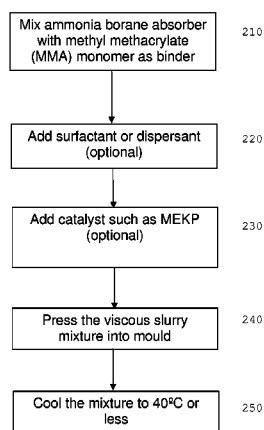 Mix ammonia borane absorber
with methyl methacrylate
(MMA) monomer as binder
210
Add surfactant or dispersant
(optional)
220
Add catalyst such as MEKP
(optional)
230
Press the viscous slurry
mixture into mould
240
Cool the mixture to 40ºC or
less
250